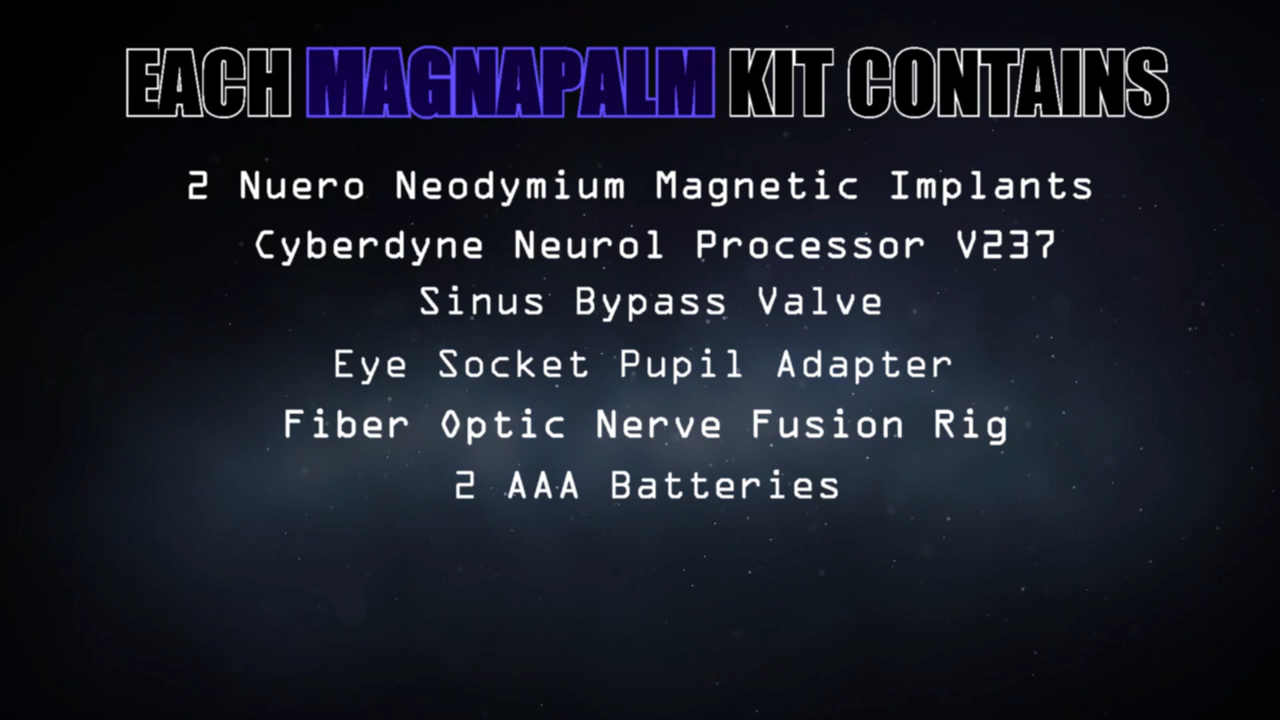 EACH MAGNAPALM KIT CONTAINS
2 Nuero Neodymium Magnetic Implants
Cyberdyne Neurol Processor V237
Sinus Bypass Valve
Eye Socket Pupil Adapter
Fiber Optic Nerve Fusion Rig
2 AAA Batteries